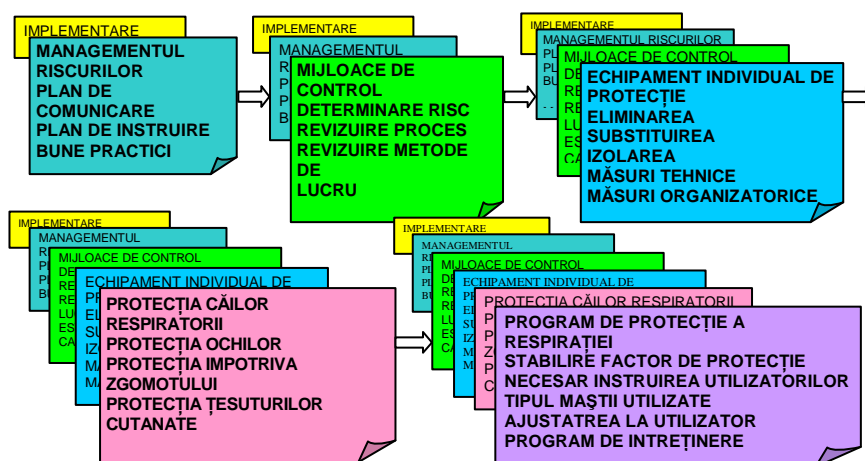 IMPLEMENTARE
MANAGEMENTUL
RISCURILOR
PLAN DE
COMUNICARE
PLAN DE INSTRUIRE
BUNE PRACTICI
IMPLEMENTARE
MANAGEMENTUL
MIJLOACE DE
CONTROL
DETERMINARE RISC
REVIZUIRE PROCES
REVIZUIRE METODE
DE
LUCRU
IMPLEMENTARE
MANAGEMENTUL RISCURILOR
MIJLOACE DE CONTROL
ECHIPAMENT INDIVIDUAL DE
PROTECȚIE
ELIMINAREA
SUBSTITUIREA
IZOLAREA
MĂSURI TEHNICE
MĂSURI ORGANIZATORICE
IMPLEMENTARE
MANAGEMENTUL
MIJLOACE DE CONTROL
ECHIPAMENT INDIVIDUAL DE
PROTECȚIA CĂILOR
RESPIRATORII
PROTECȚIA OCHILOR
PROTECȚIA IMPOTRIVA
ZGOMOTULUI
PROTECȚIA ȚESUTURILOR
CUTANATE
IMPLEMENTARE
MANAGEMENTUL
MIJLOACE DE CONTROL
ECHIPAMENT INDIVIDUAL DE
PROTECȚIA CĂILOR RESPIRATORII
PROGRAM DE PROTECȚIE A
RESPIRAȚIEI
STABILIRE FACTOR DE PROTECȚIE
NECESAR INSTRUIREA UTILIZATORILOR
TIPUL MAŞTII UTILIZATE
AJUSTATREA LA UTILIZATOR
PROGRAM DE INTREȚINERE